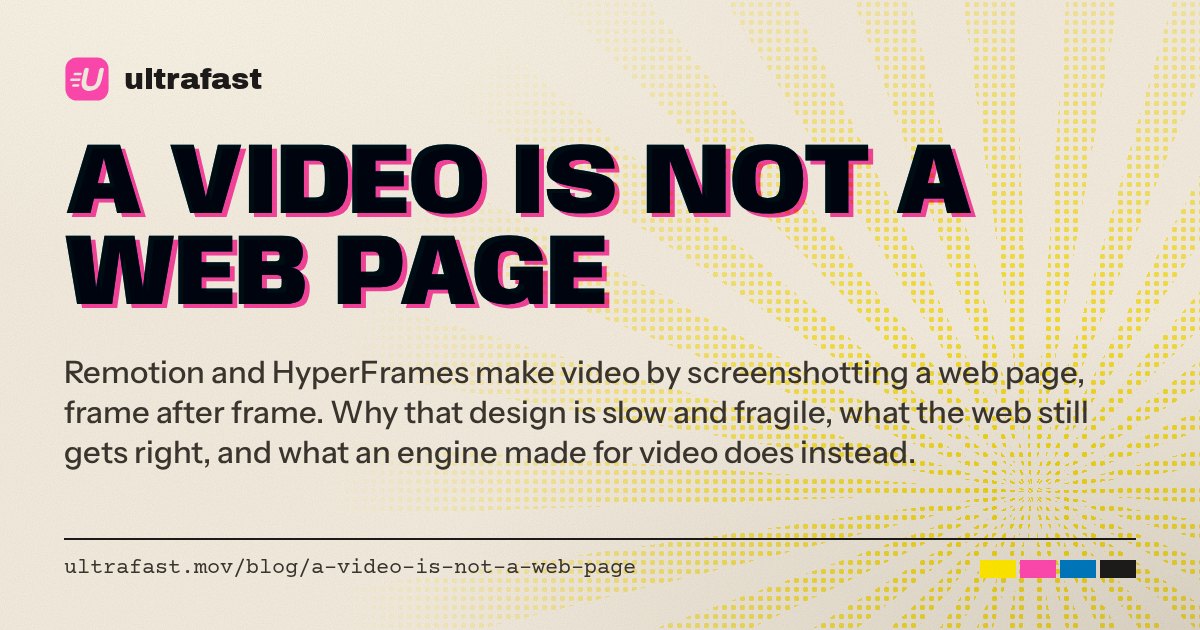 U
ultrafast
A VIDEO IS NOT A
WEB PAGE
Remotion and HyperFrames make video by screenshotting a web page,
frame after frame. Why that design is slow and fragile, what the web still
gets right, and what an engine made for video does instead.
ultrafast.mov/blog/a-video-is-not-a-web-page